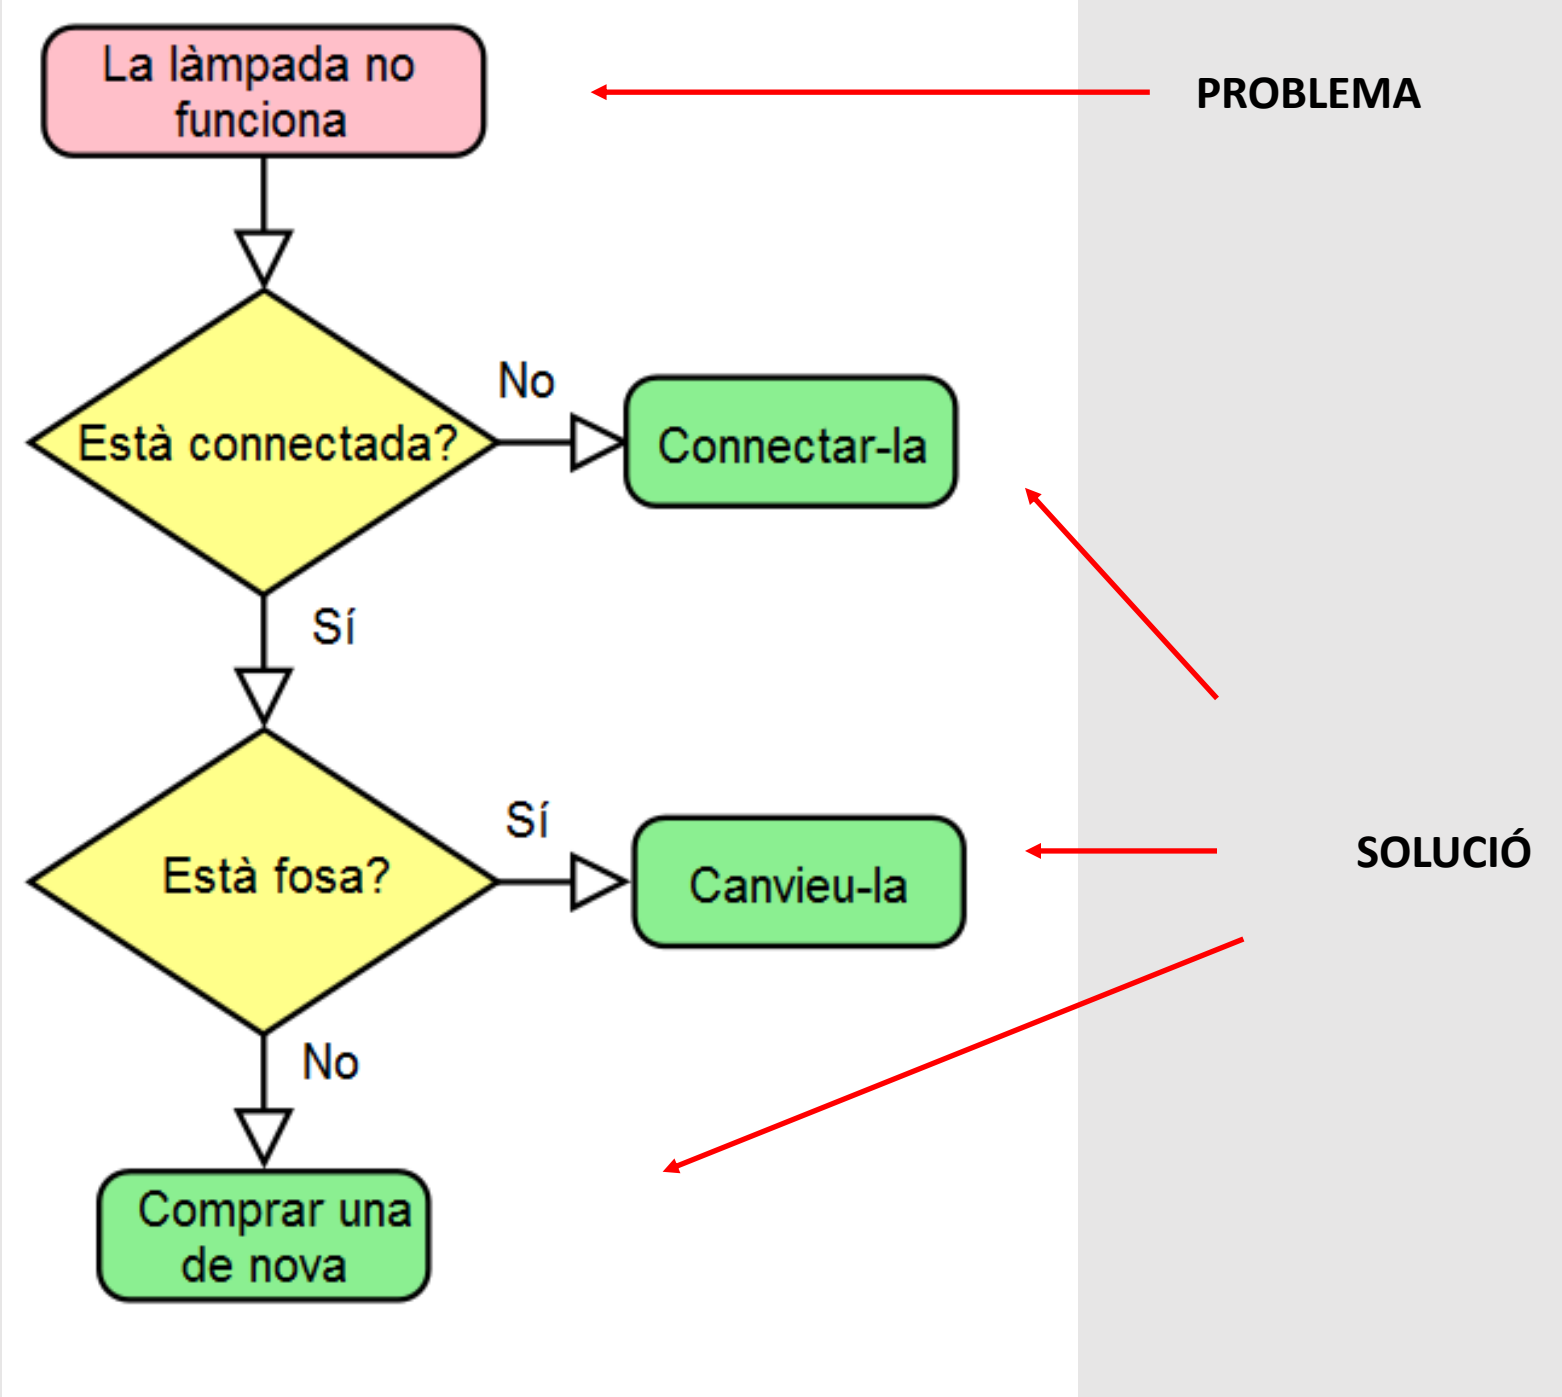 La làmpada no
funciona
PROBLEMA
No
Està connectada?
Connectar-la
Sí
Sí
Està fosa?
Canvieu-la
SOLUCIÓ
No
Comprar una
de nova